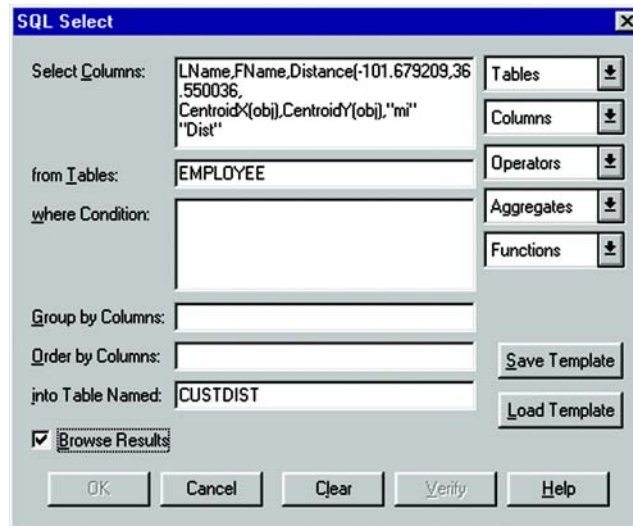 SQL Select
Select Columns:
LName,FName,Distance(-101.679209,36
.550036,
CentroidX(obj),CentroidY(obj),"mi"
"Dist"
Tables
Columns
from Tables:
EMPLOYEE
Operators
where Condition:
Aggregates
Functions
Group by Columns:
Order by Columns:
Save Template
into Table Named:
CUSTDIST
Load Template
Browse Results
OK Cancel Clear Verify Help